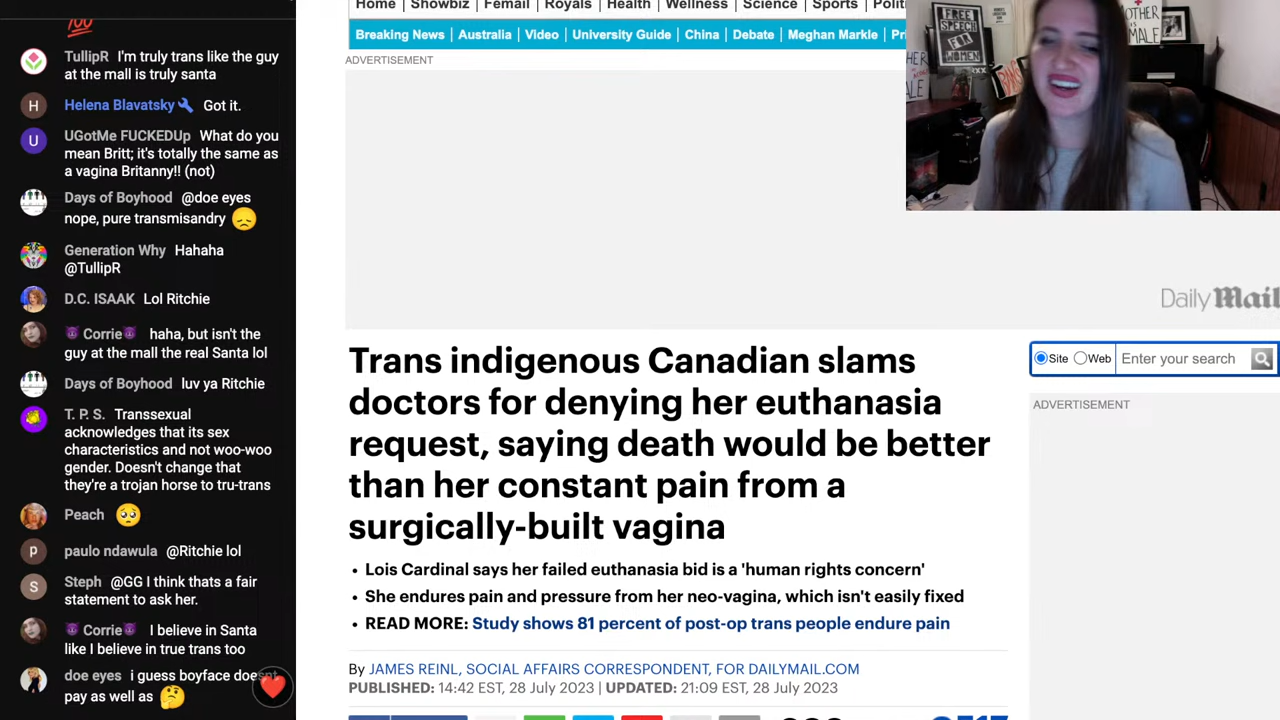 100
TullipR I'm truly trans like the guy
at the mall is truly santa
H Helena Blavatsky Got it.
U UGotMe FUCKEDUp What do you
mean Britt; it's totally the same as
a vagina Britanny!! (not)
Days of Boyhood @doe eyes
nope, pure transmisandry
Generation Why Hahaha
@TullipR
D.C. ISAAK Lol Ritchie
Corrie haha, but isn't the
guy at the mall the real Santa lol
Days of Boyhood luv ya Ritchie
T. P. S. Transsexual
acknowledges that its sex
characteristics and not woo-woo
gender. Doesn't change that
they're a trojan horse to tru-trans
Peach
p paulo ndawula @Ritchie lol
S Steph @GG I think thats a fair
statement to ask her.
Corrie I believe in Santa
like I believe in true trans too
doe eyes i guess boyface doesnt
pay as well as
Home | Showbiz | Femail | Royals | Health | Wellness | Science | Sports |
Breaking News | Australia | Video | University Guide | China | Debate | Meghan Markle |
ADVERTISEMENT
FREE
SPEECH
FOR
WOMEN
Daily Mail
Site Web Enter your search
ADVERTISEMENT
Trans indigenous Canadian slams
doctors for denying her euthanasia
request, saying death would be better
than her constant pain from a
surgically-built vagina
• Lois Cardinal says her failed euthanasia bid is a 'human rights concern'
• She endures pain and pressure from her neo-vagina, which isn't easily fixed
• READ MORE: Study shows 81 percent of post-op trans people endure pain
By JAMES REINL, SOCIAL AFFAIRS CORRESPONDENT, FOR DAILYMAIL.COM
PUBLISHED: 14:42 EST, 28 July 2023 | UPDATED: 21:09 EST, 28 July 2023